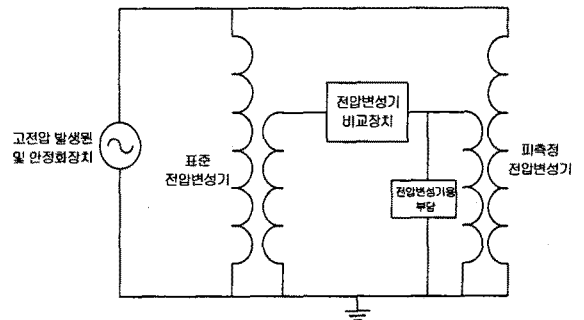 고전압 발생원
및 안정화장치
표준
전압변성기
전압변성기
비교장치
전압변성기용
부담
피측정
전압변성기